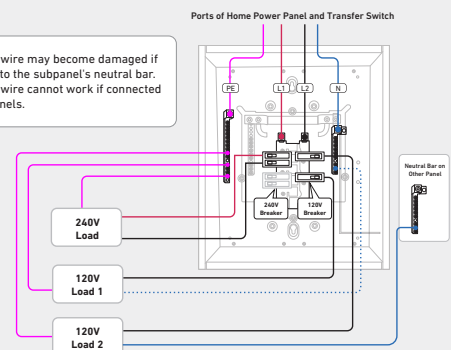 Ports of Home Power Panel and Transfer Switch
wire may become damaged if
to the subpanel's neutral bar.
wire cannot work if connected
nels.
PE
L1
L2
N
Neutral Bar on
Other Panel
240V
Breaker
120V
Breaker
240V
Load
120V
Load 1
120V
Load 2